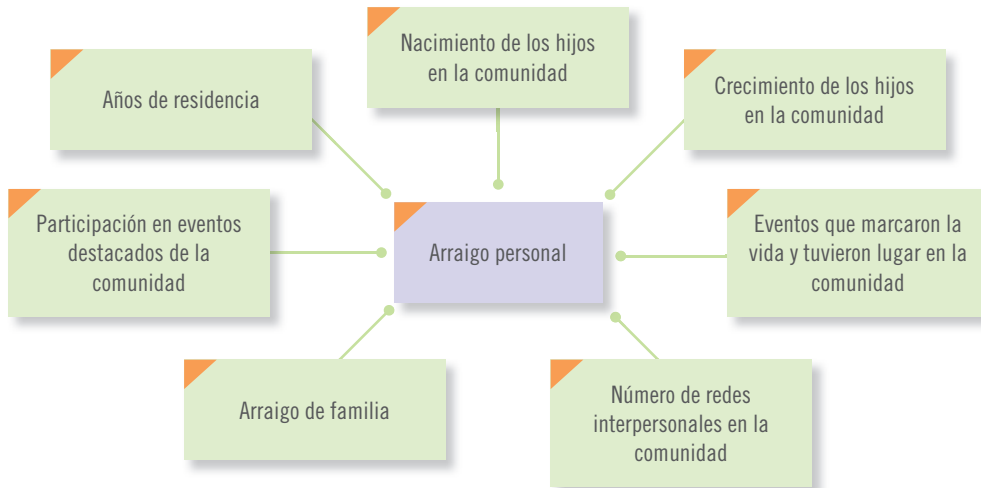 Nacimiento de los hijos
en la comunidad
Años de residencia
Crecimiento de los hijos
en la comunidad
Participación en eventos
destacados de la
comunidad
Arraigo personal
Eventos que marcaron la
vida y tuvieron lugar en la
comunidad
Arraigo de familia
Número de redes
interpersonales en la
comunidad